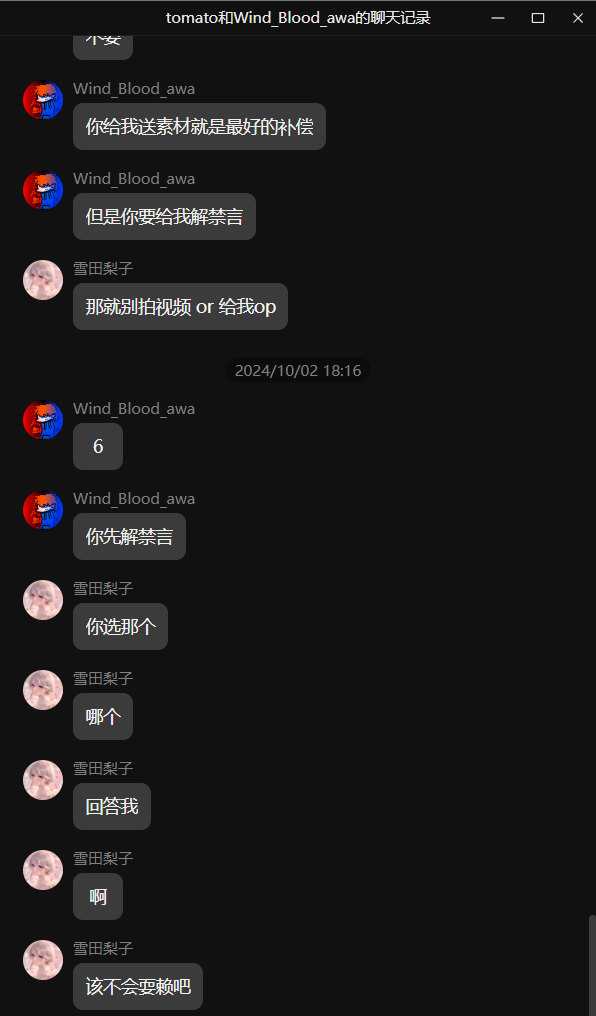 tomato和Wind_Blood_awa的聊天记录
不要
Wind_Blood_awa
你给我送素材就是最好的补偿
Wind_Blood_awa
但是你要给我解禁言
雪田梨子
那就别拍视频 or 给我op
2024/10/02 18:16
Wind_Blood_awa
6
Wind_Blood_awa
你先解禁言
雪田梨子
你选那个
雪田梨子
哪个
雪田梨子
回答我
雪田梨子
啊
雪田梨子
该不会耍赖吧